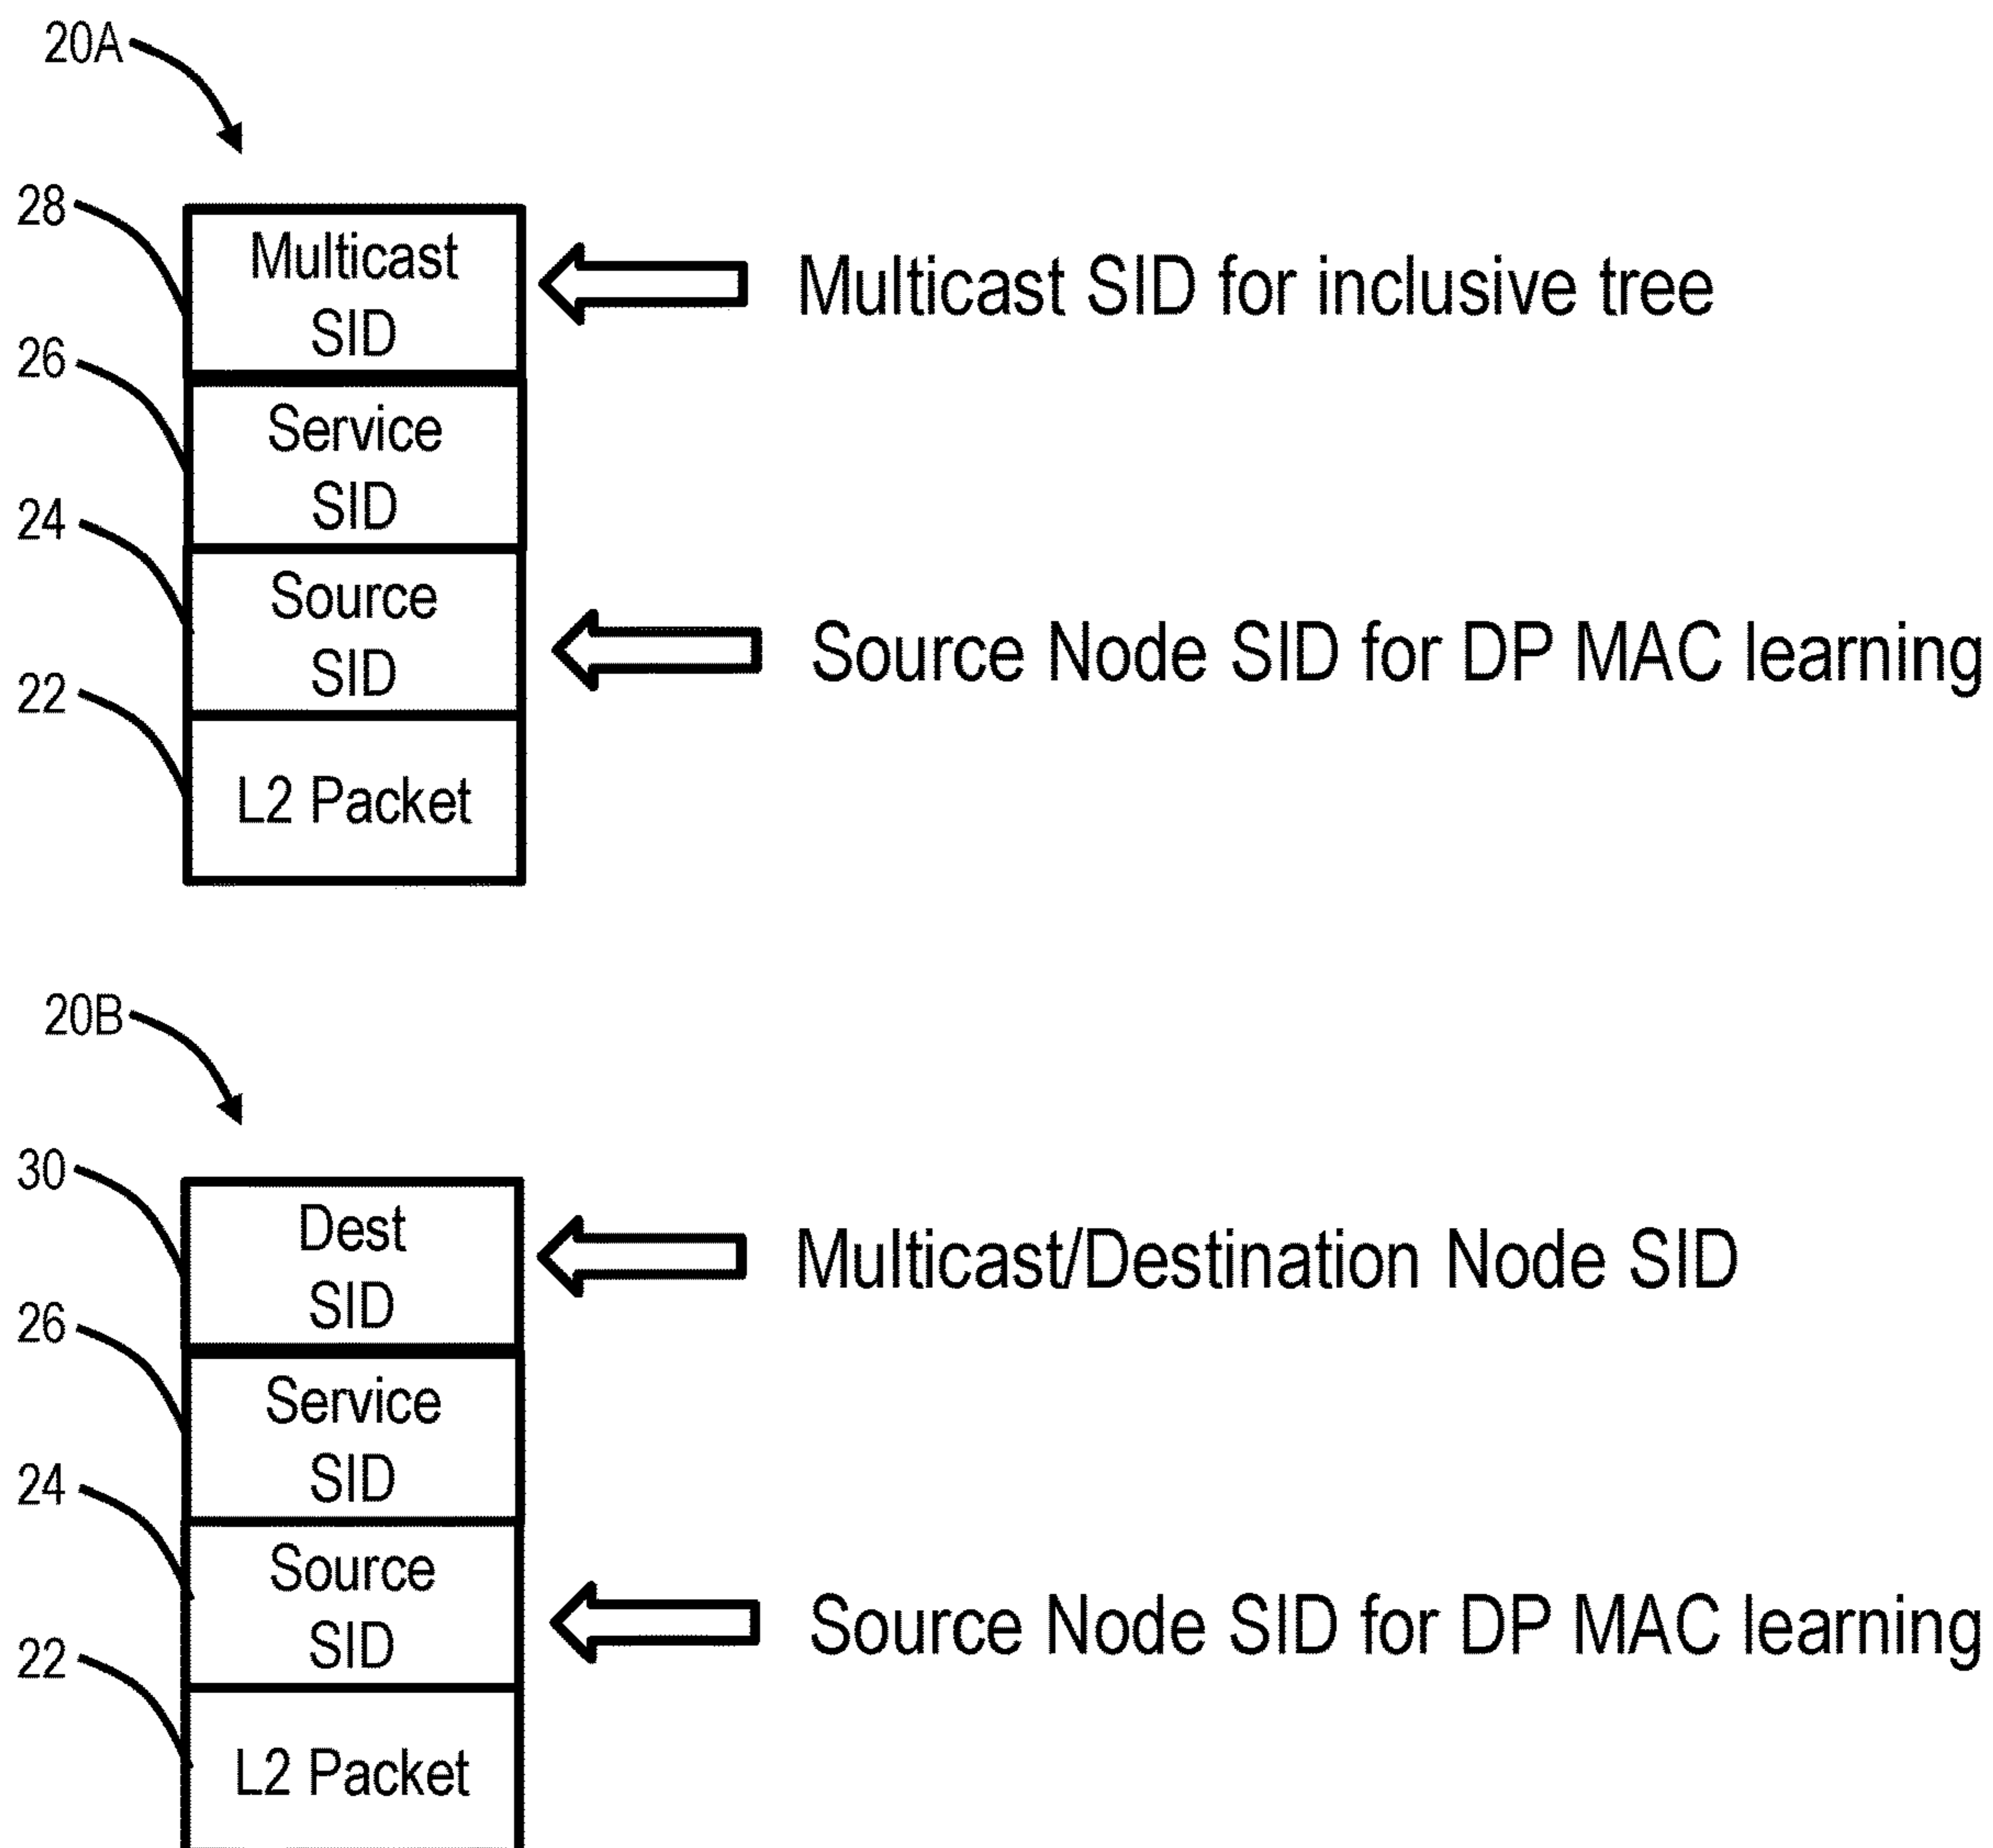 20A
28
Multicast
SID
Multicast SID for inclusive tree
26
Service
SID
24
Source
SID
Source Node SID for DP MAC learning
22
L2 Packet
20B
30
Dest
SID
Multicast/Destination Node SID
26
Service
SID
24
Source
SID
Source Node SID for DP MAC learning
22
L2 Packet